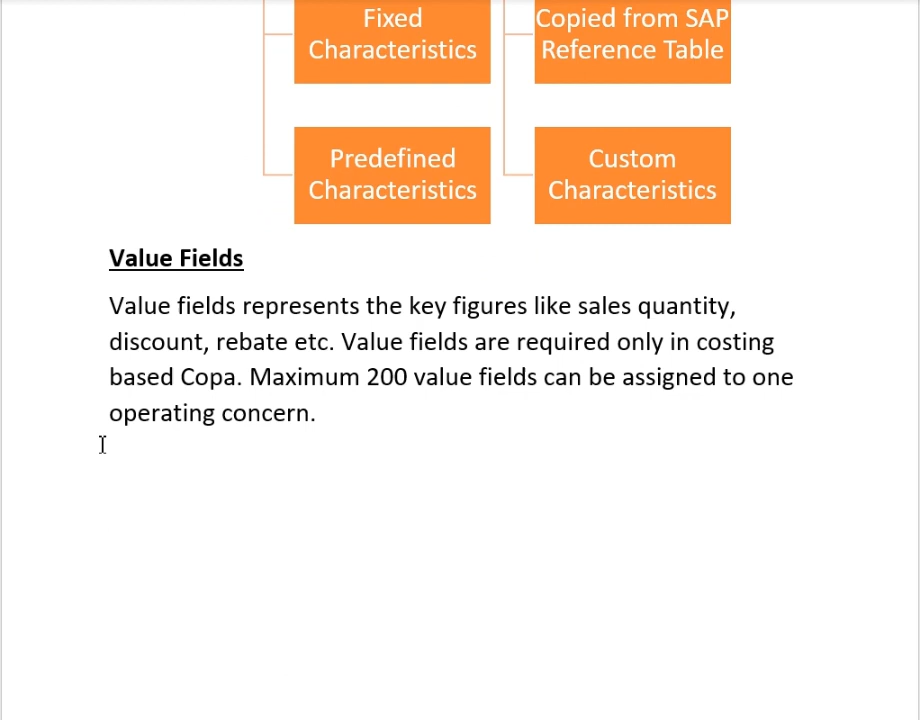 Fixed
Characteristics
Copied from SAP
Reference Table
Predefined
Characteristics
Custom
Characteristics
Value Fields
Value fields represents the key figures like sales quantity,
discount, rebate etc. Value fields are required only in costing
based Copa. Maximum 200 value fields can be assigned to one
operating concern.